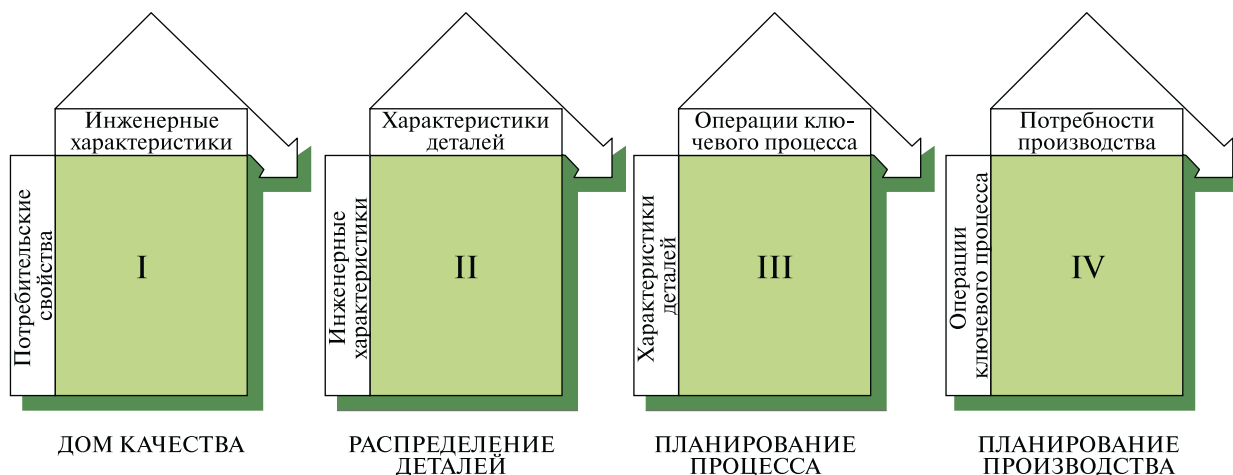 Инженерные
характеристики
Потребительские
свойства
I
ДОМ КАЧЕСТВА
Характеристики
деталей
Инженерные
характеристики
II
РАСПРЕДЕЛЕНИЕ
ДЕТАЛЕЙ
Операции клю-
чевого процесса
Характеристики
деталей
III
ПЛАНИРОВАНИЕ
ПРОЦЕССА
Потребности
производства
Операции
ключевого процесса
IV
ПЛАНИРОВАНИЕ
ПРОИЗВОДСТВА